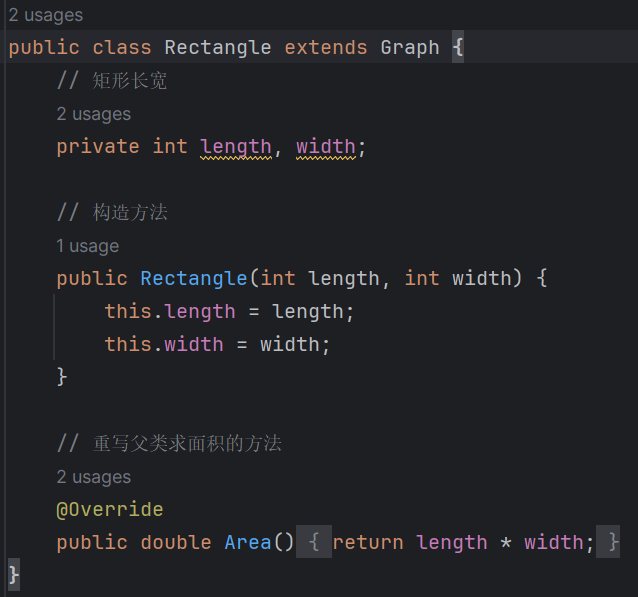 2 usages
public class Rectangle extends Graph {
// 矩形长宽
2 usages
private int length, width;
// 构造方法
1 usage
public Rectangle(int length, int width) {
this.length = length;
this.width = width;
}
// 重写父类求面积的方法
2 usages
@Override
public double Area() { return length * width; }
}